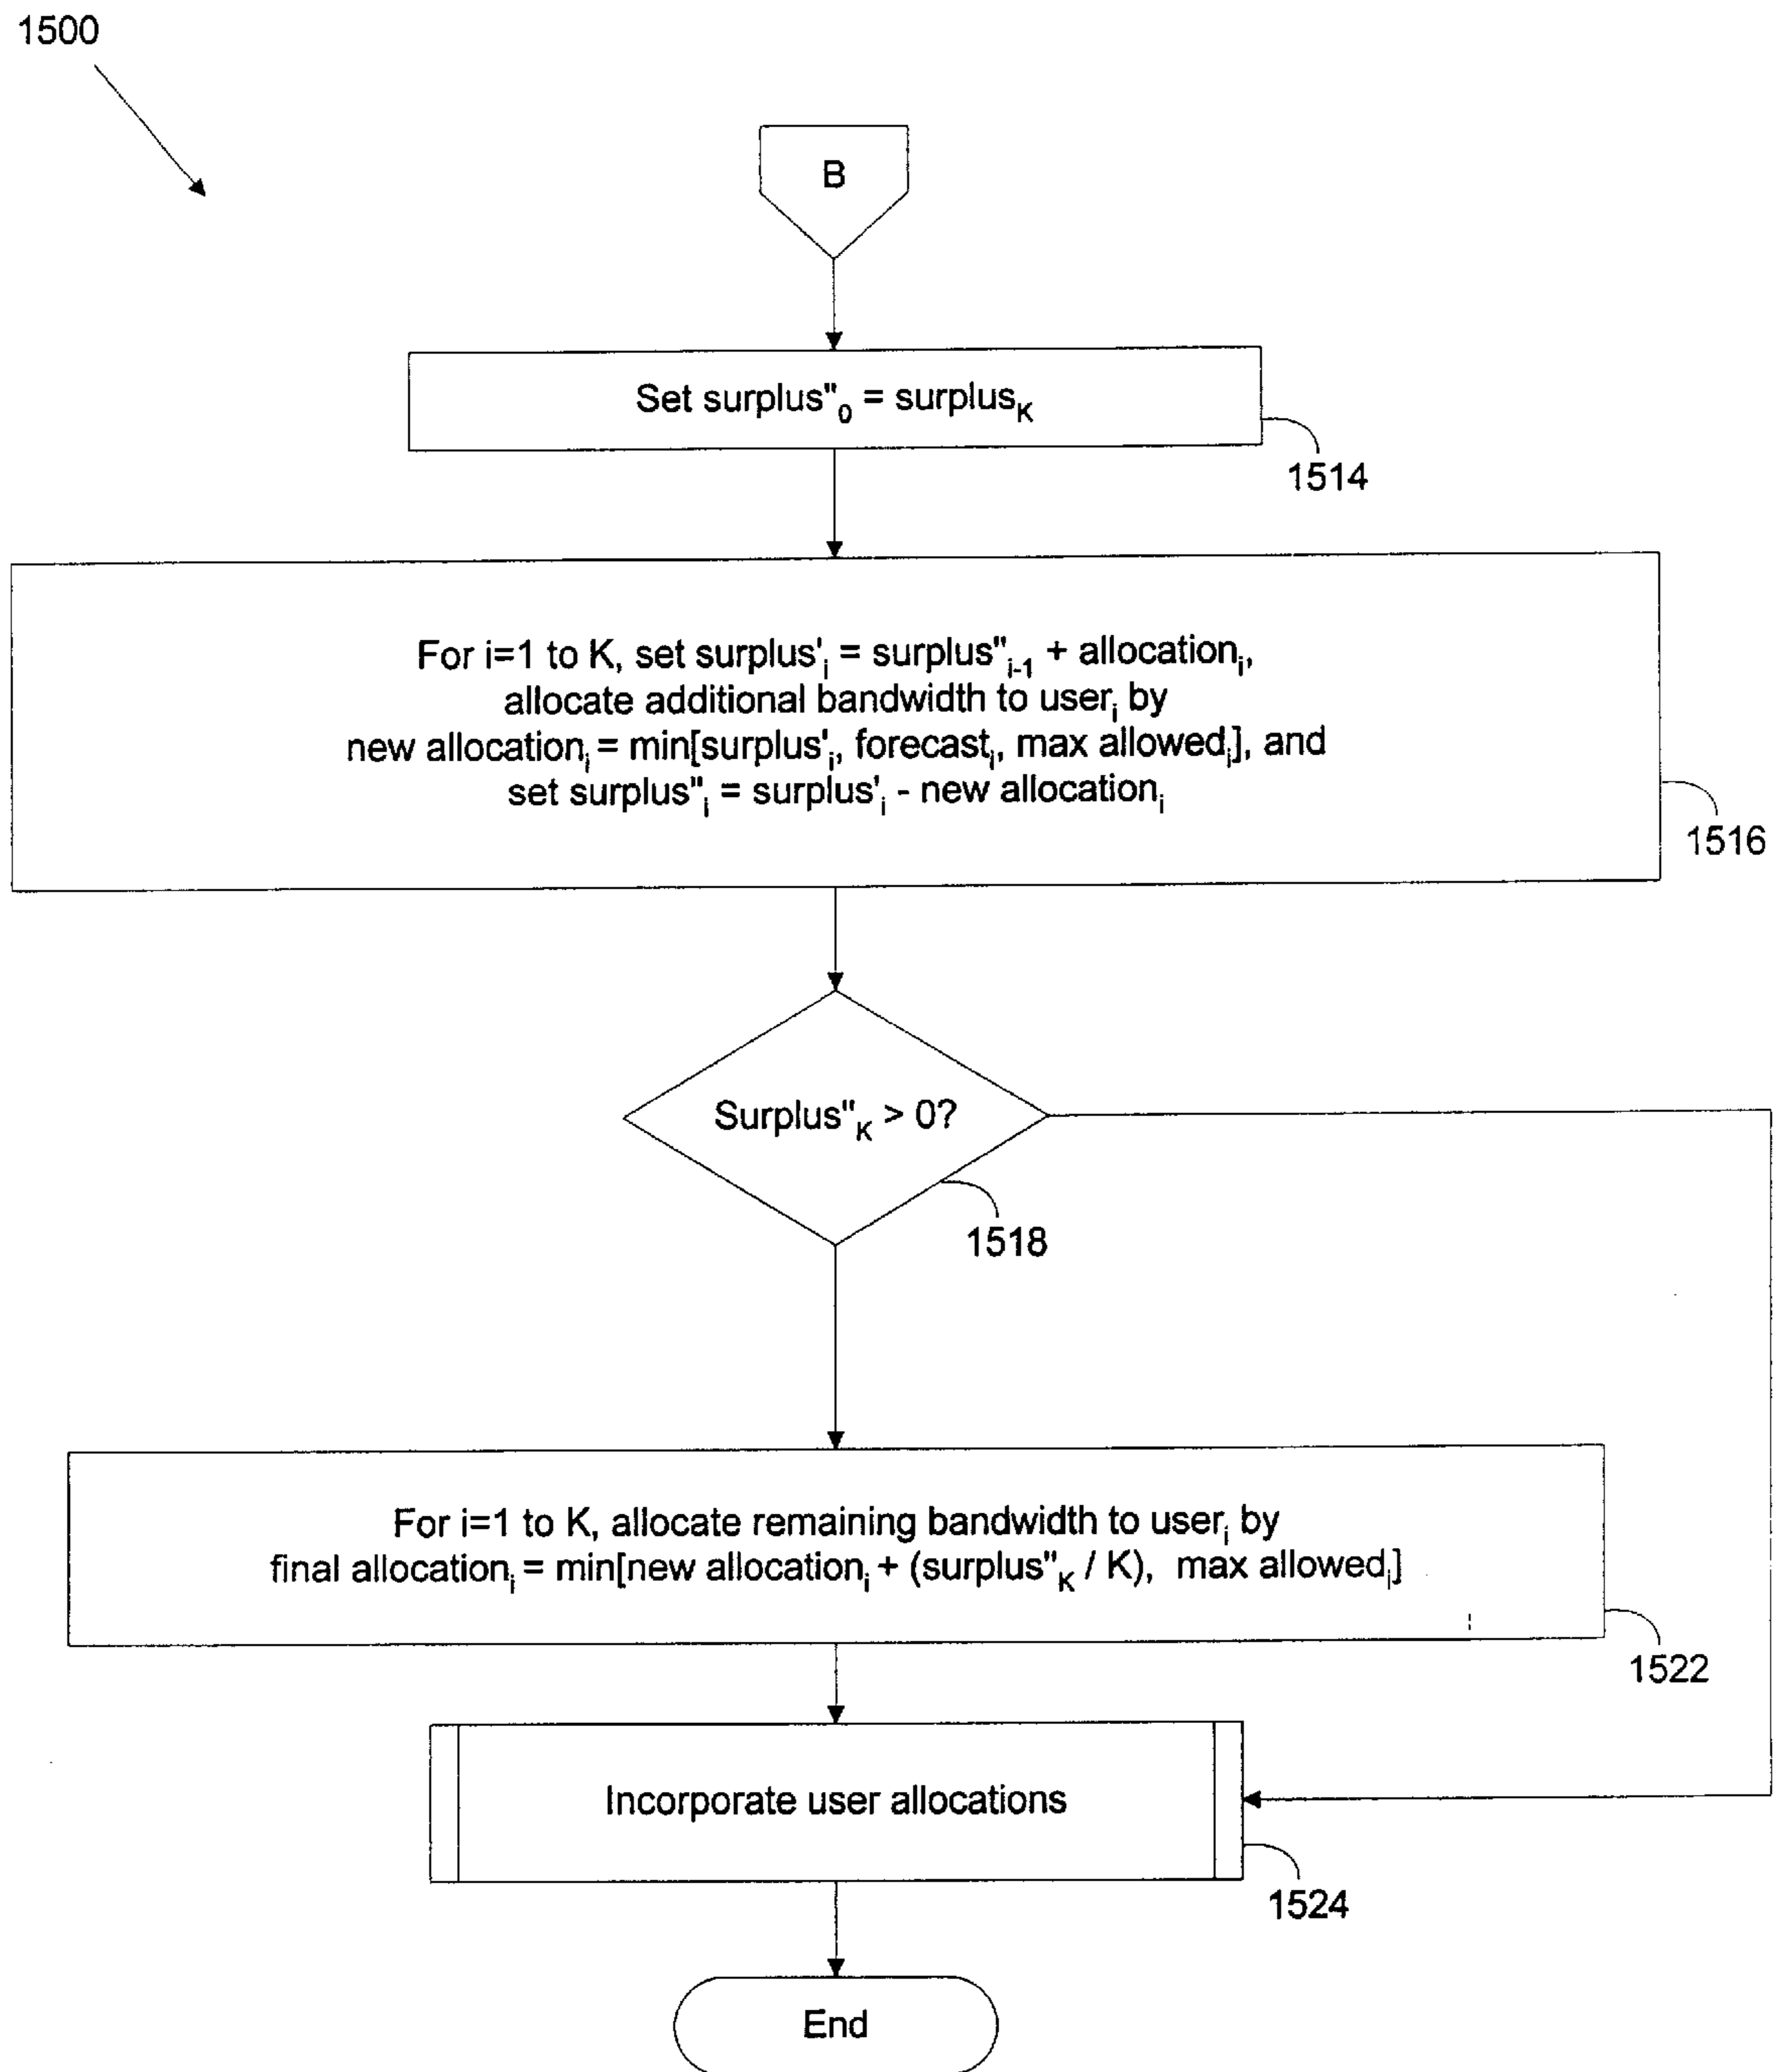 1500
B
Set surplus"₀ = surplus_K
1514
For i=1 to K, set surplus'ᵢ = surplus"ᵢ₋₁ + allocationᵢ,
allocate additional bandwidth to userᵢ by
new allocationᵢ = min[surplus'ᵢ, forecastᵢ, max allowedᵢ], and
set surplus"ᵢ = surplus'ᵢ - new allocationᵢ
1516
Surplus"_K > 0?
1518
For i=1 to K, allocate remaining bandwidth to userᵢ by
final allocationᵢ = min[new allocationᵢ + (surplus"_K / K), max allowedᵢ]
1522
Incorporate user allocations
1524
End